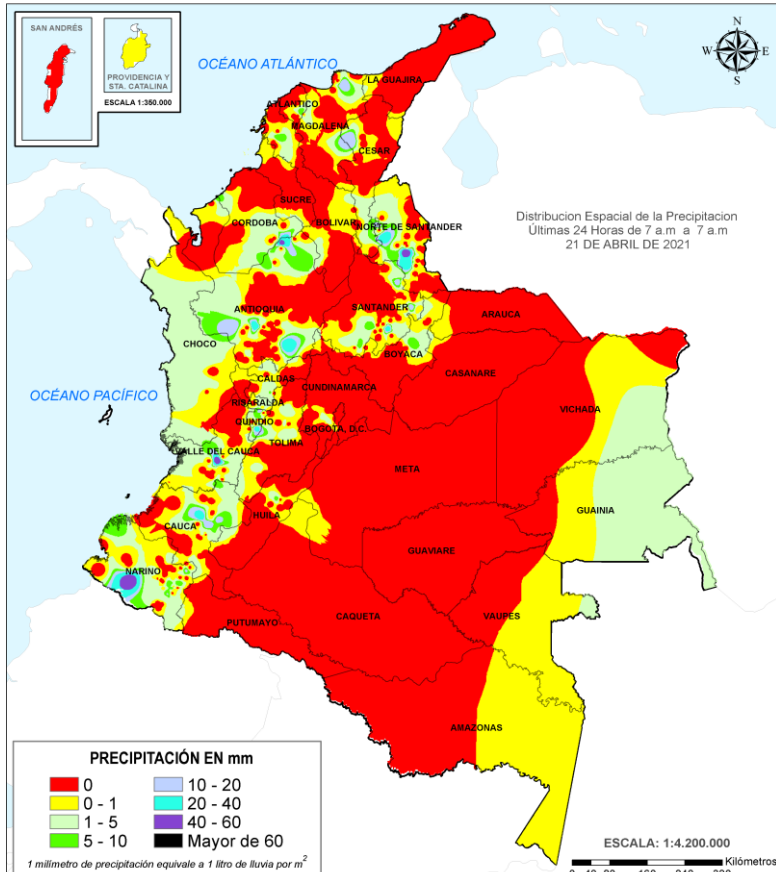 SAN ANDRÉS
PROVIDENCIA Y
STA. CATALINA
ESCALA 1:350.000
OCÉANO ATLÁNTICO
N
W
E
S
LA GUAJIRA
ATLANTICO
MAGDALENA
CESAR
SUCRE
CORDOBA
BOLIVAR
NORTE DE SANTANDER
Distribucion Espacial de la Precipitacion
Últimas 24 Horas de 7 a.m a 7 a.m
21 DE ABRIL DE 2021
ANTIOQUIA
SANTANDER
ARAUCA
CHOCO
BOYACA
CASANARE
CALDAS
CUNDINAMARCA
OCÉANO PACÍFICO
RISARALDA
VICHADA
QUINDIO
BOGOTA, D.C.
TOLIMA
VALLE DEL CAUCA
META
GUAINIA
HUILA
CAUCA
GUAVIARE
NARIÑO
VAUPES
CAQUETA
PUTUMAYO
AMAZONAS
PRECIPITACIÓN EN mm
0
10 - 20
0 - 1
20 - 40
1 - 5
40 - 60
5 - 10
Mayor de 60
1 milimetro de precipitación equivale a 1 litro de lluvia por m²
ESCALA: 1:4.200.000
Kilómetros